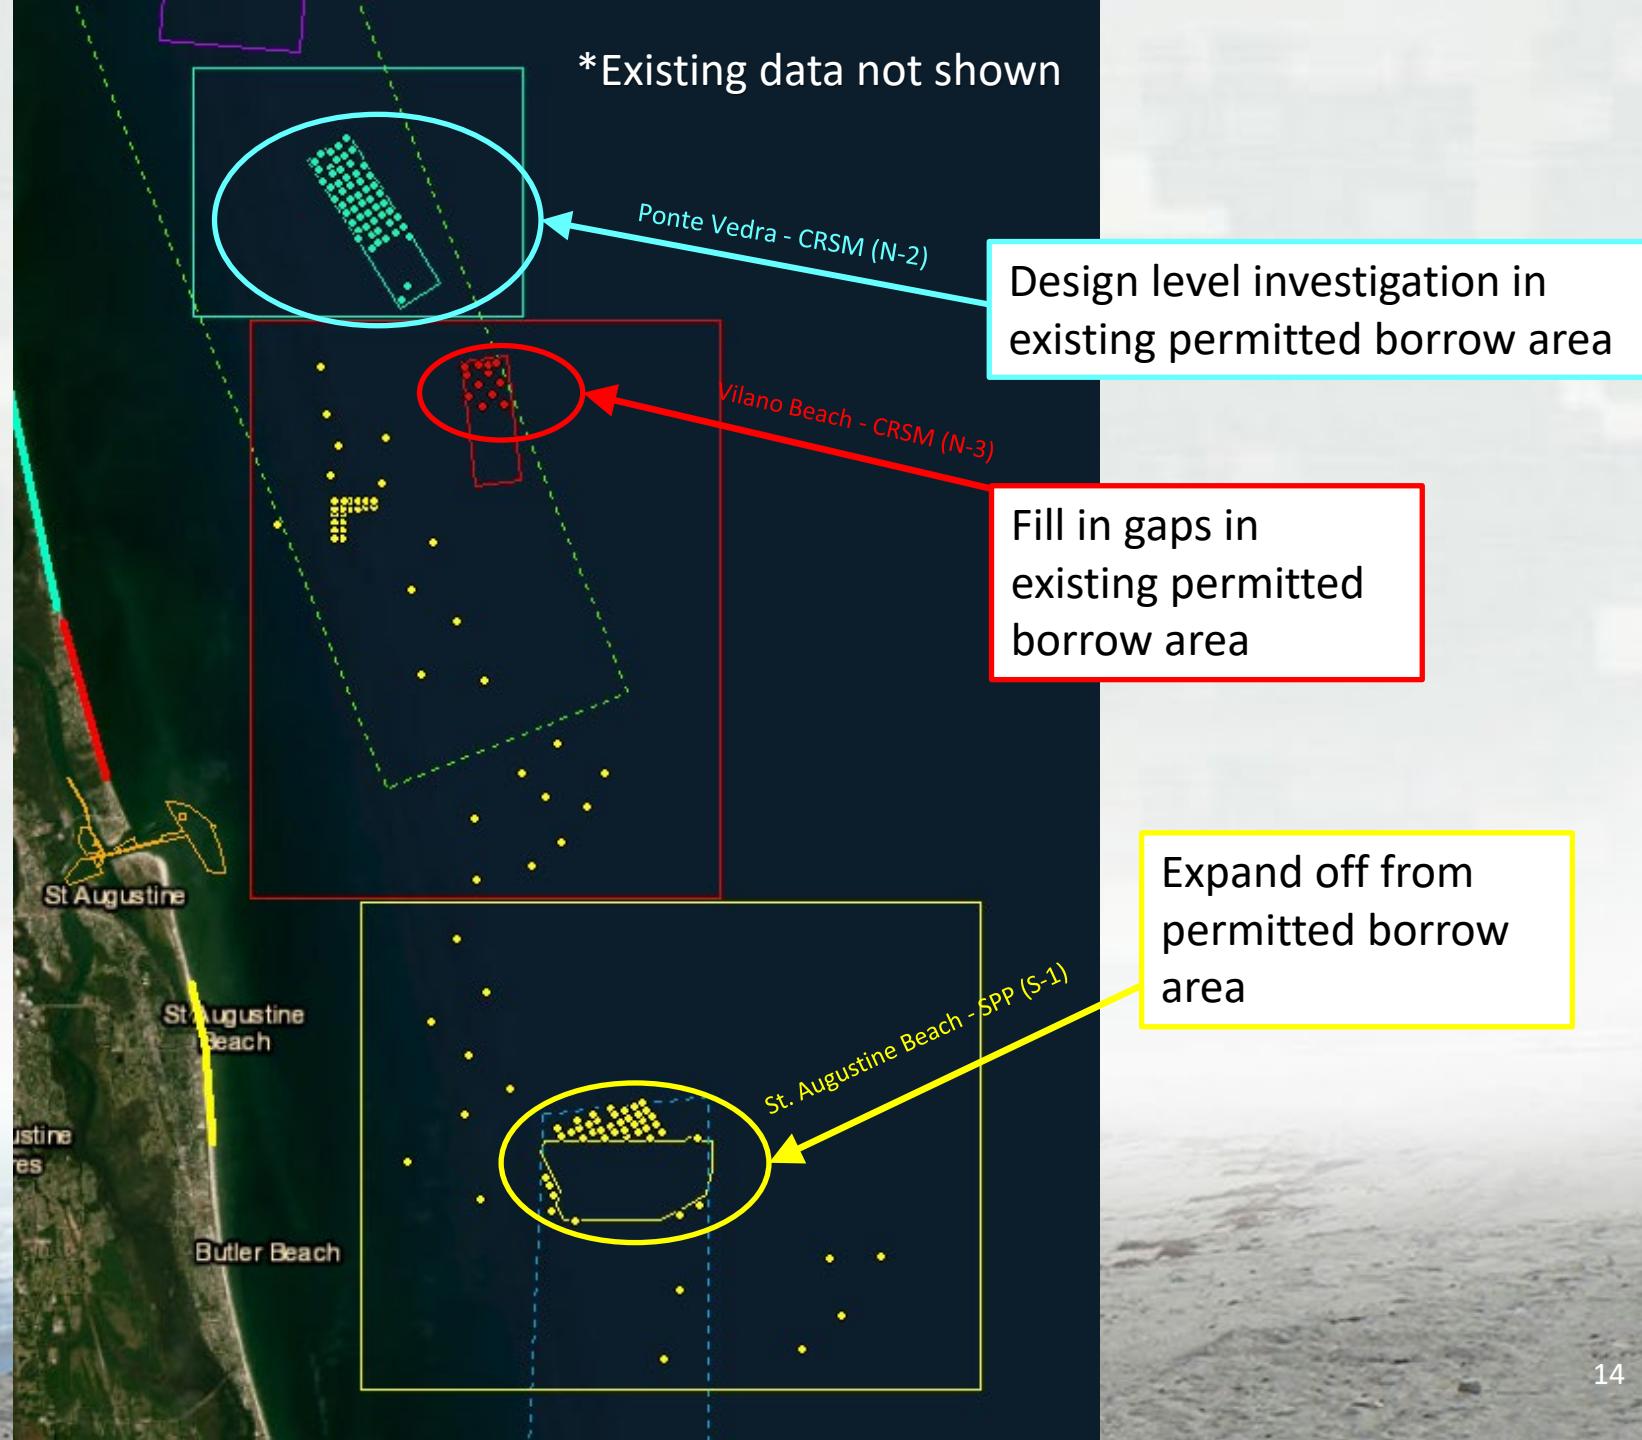 *Existing data not shown
Ponte Vedra - CRSM (N-2)
Design level investigation in
existing permitted borrow area
Vilano Beach - CRSM (N-3)
Fill in gaps in
existing permitted
borrow area
St Augustine
Expand off from
permitted borrow
area
St. Augustine Beach - SPP (S-1)
St Augustine
Beach
ustine
res
Butler Beach
14